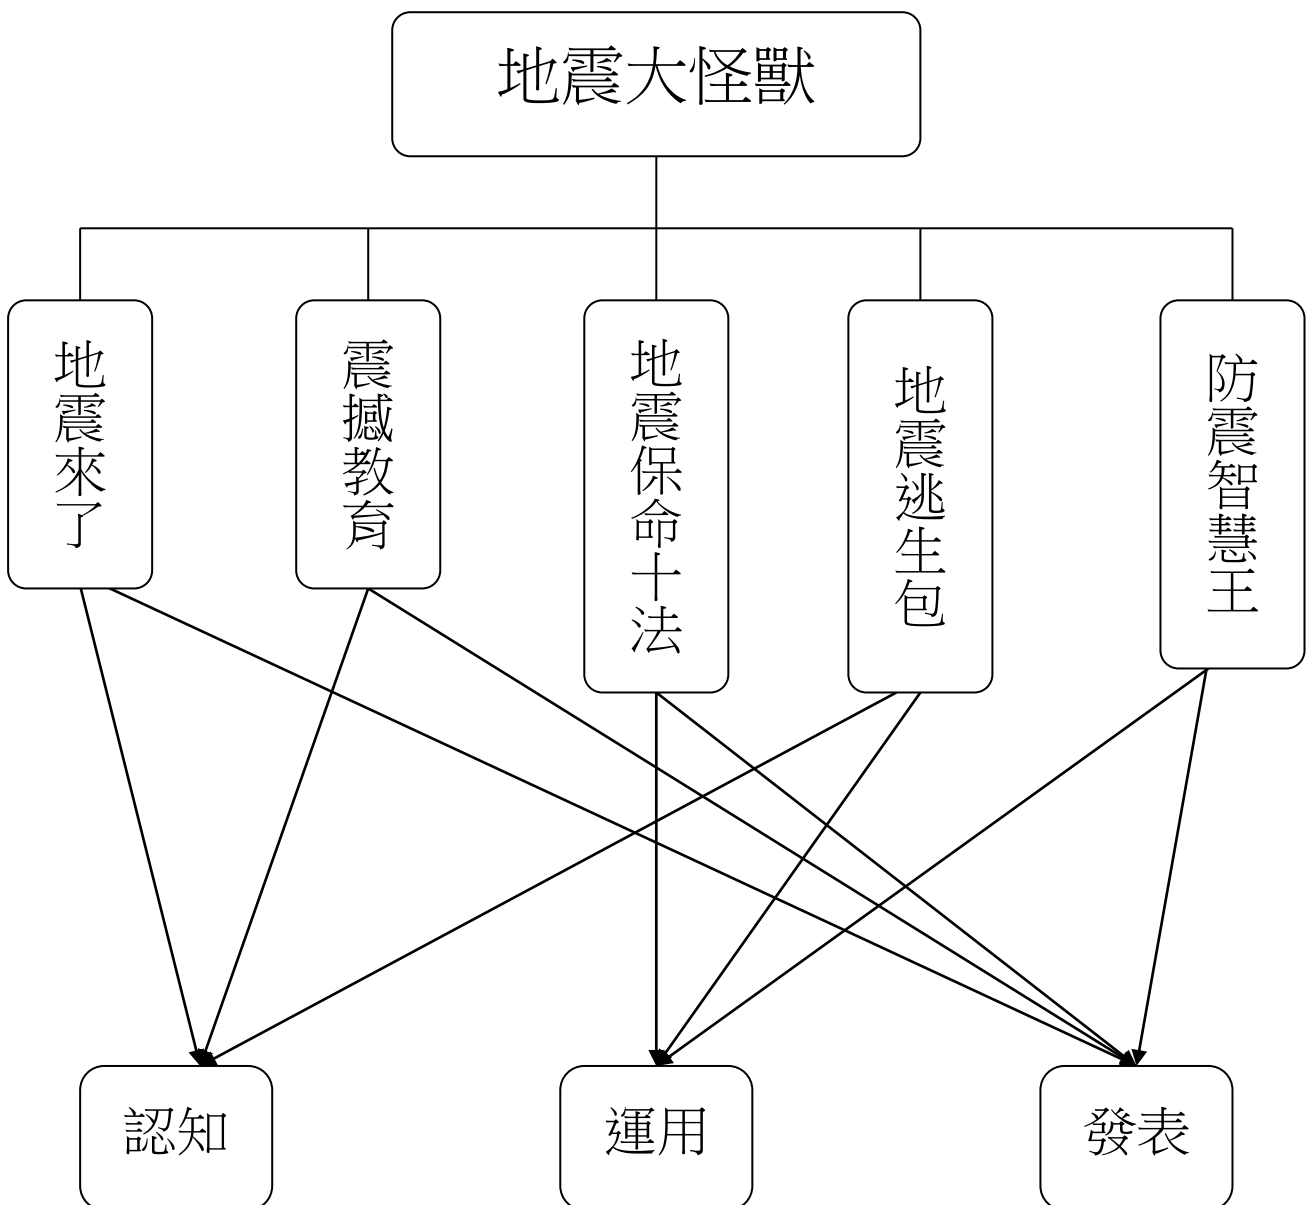 地震大怪獸
地震來了
震撼教育
地震保命十法
地震逃生包
防震智慧王
認知
運用
發表